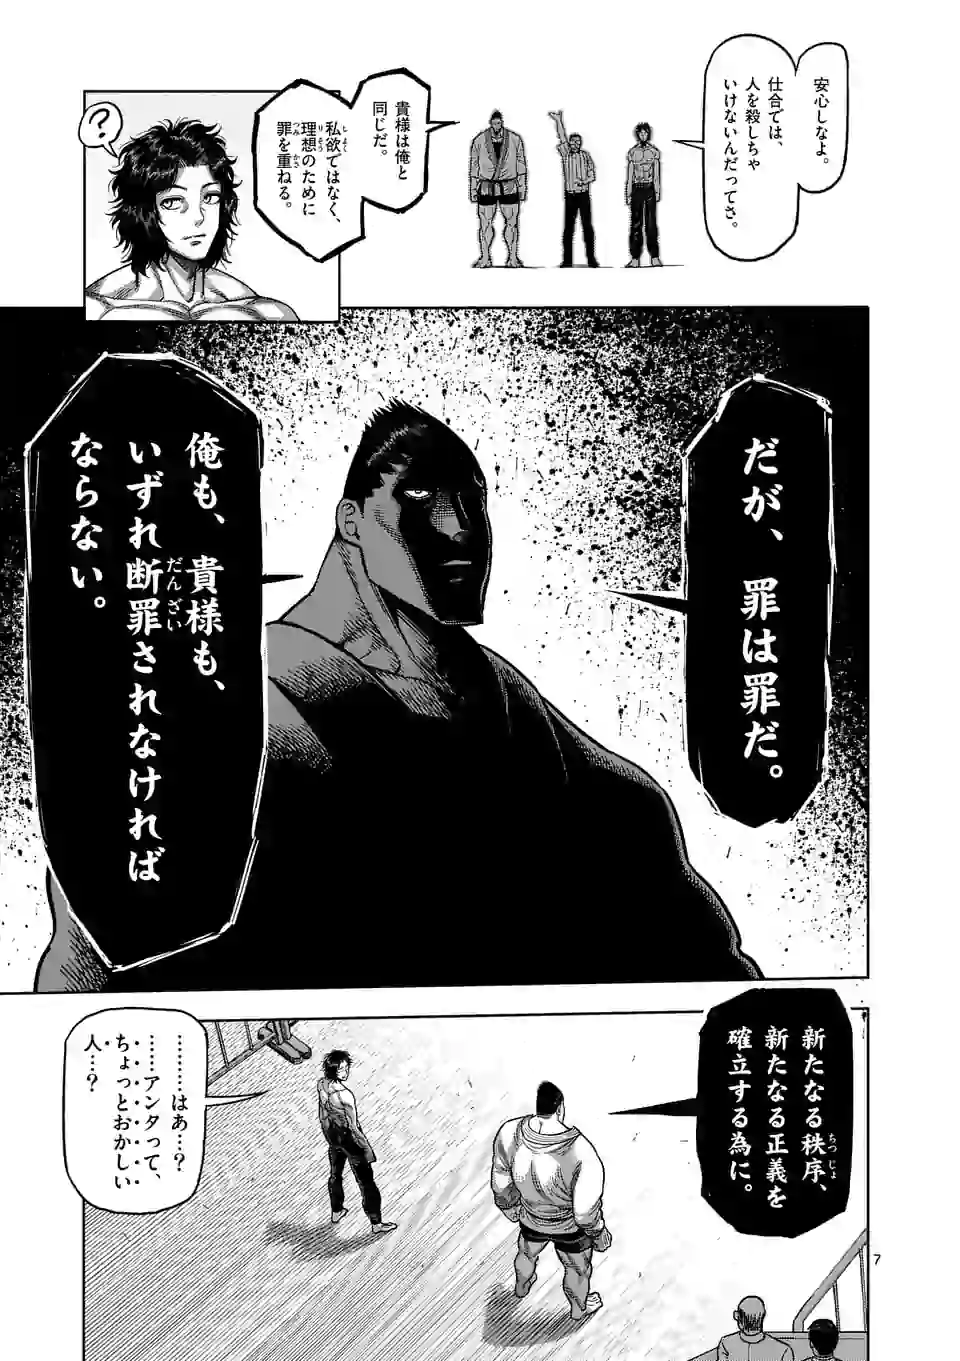 安心しなよ。
仕合では、
人を殺しちゃ
いけないんだってさ。
貴様は俺と
同じだ。
私欲ではなく、
理想のために
罪を重ねる。
?
だが、罪は罪だ。
俺も、貴様も、
いずれ断罪されなければ
ならない。
新たなる秩序、
新たなる正義を
確立する為に。
………はあ…?
……アンタって、
ちょっとおかしい
人…?
7